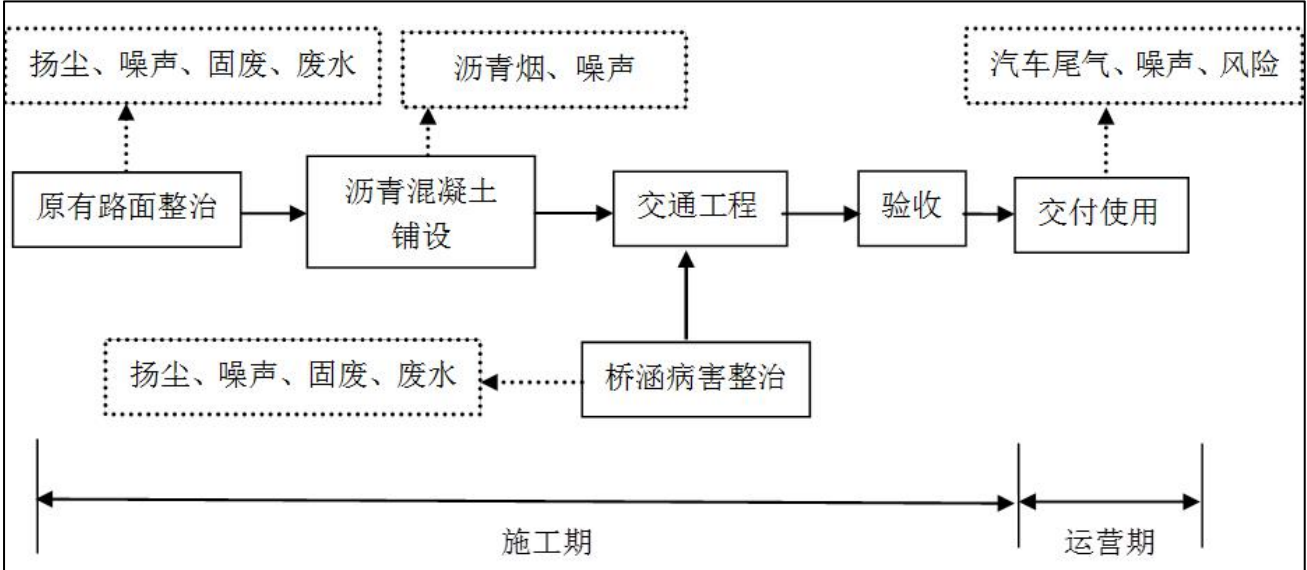 扬尘、噪声、固废、废水
沥青烟、噪声
汽车尾气、噪声、风险
原有路面整治
沥青混凝土
铺设
交通工程
验收
交付使用
扬尘、噪声、固废、废水
桥涵病害整治
施工期
运营期